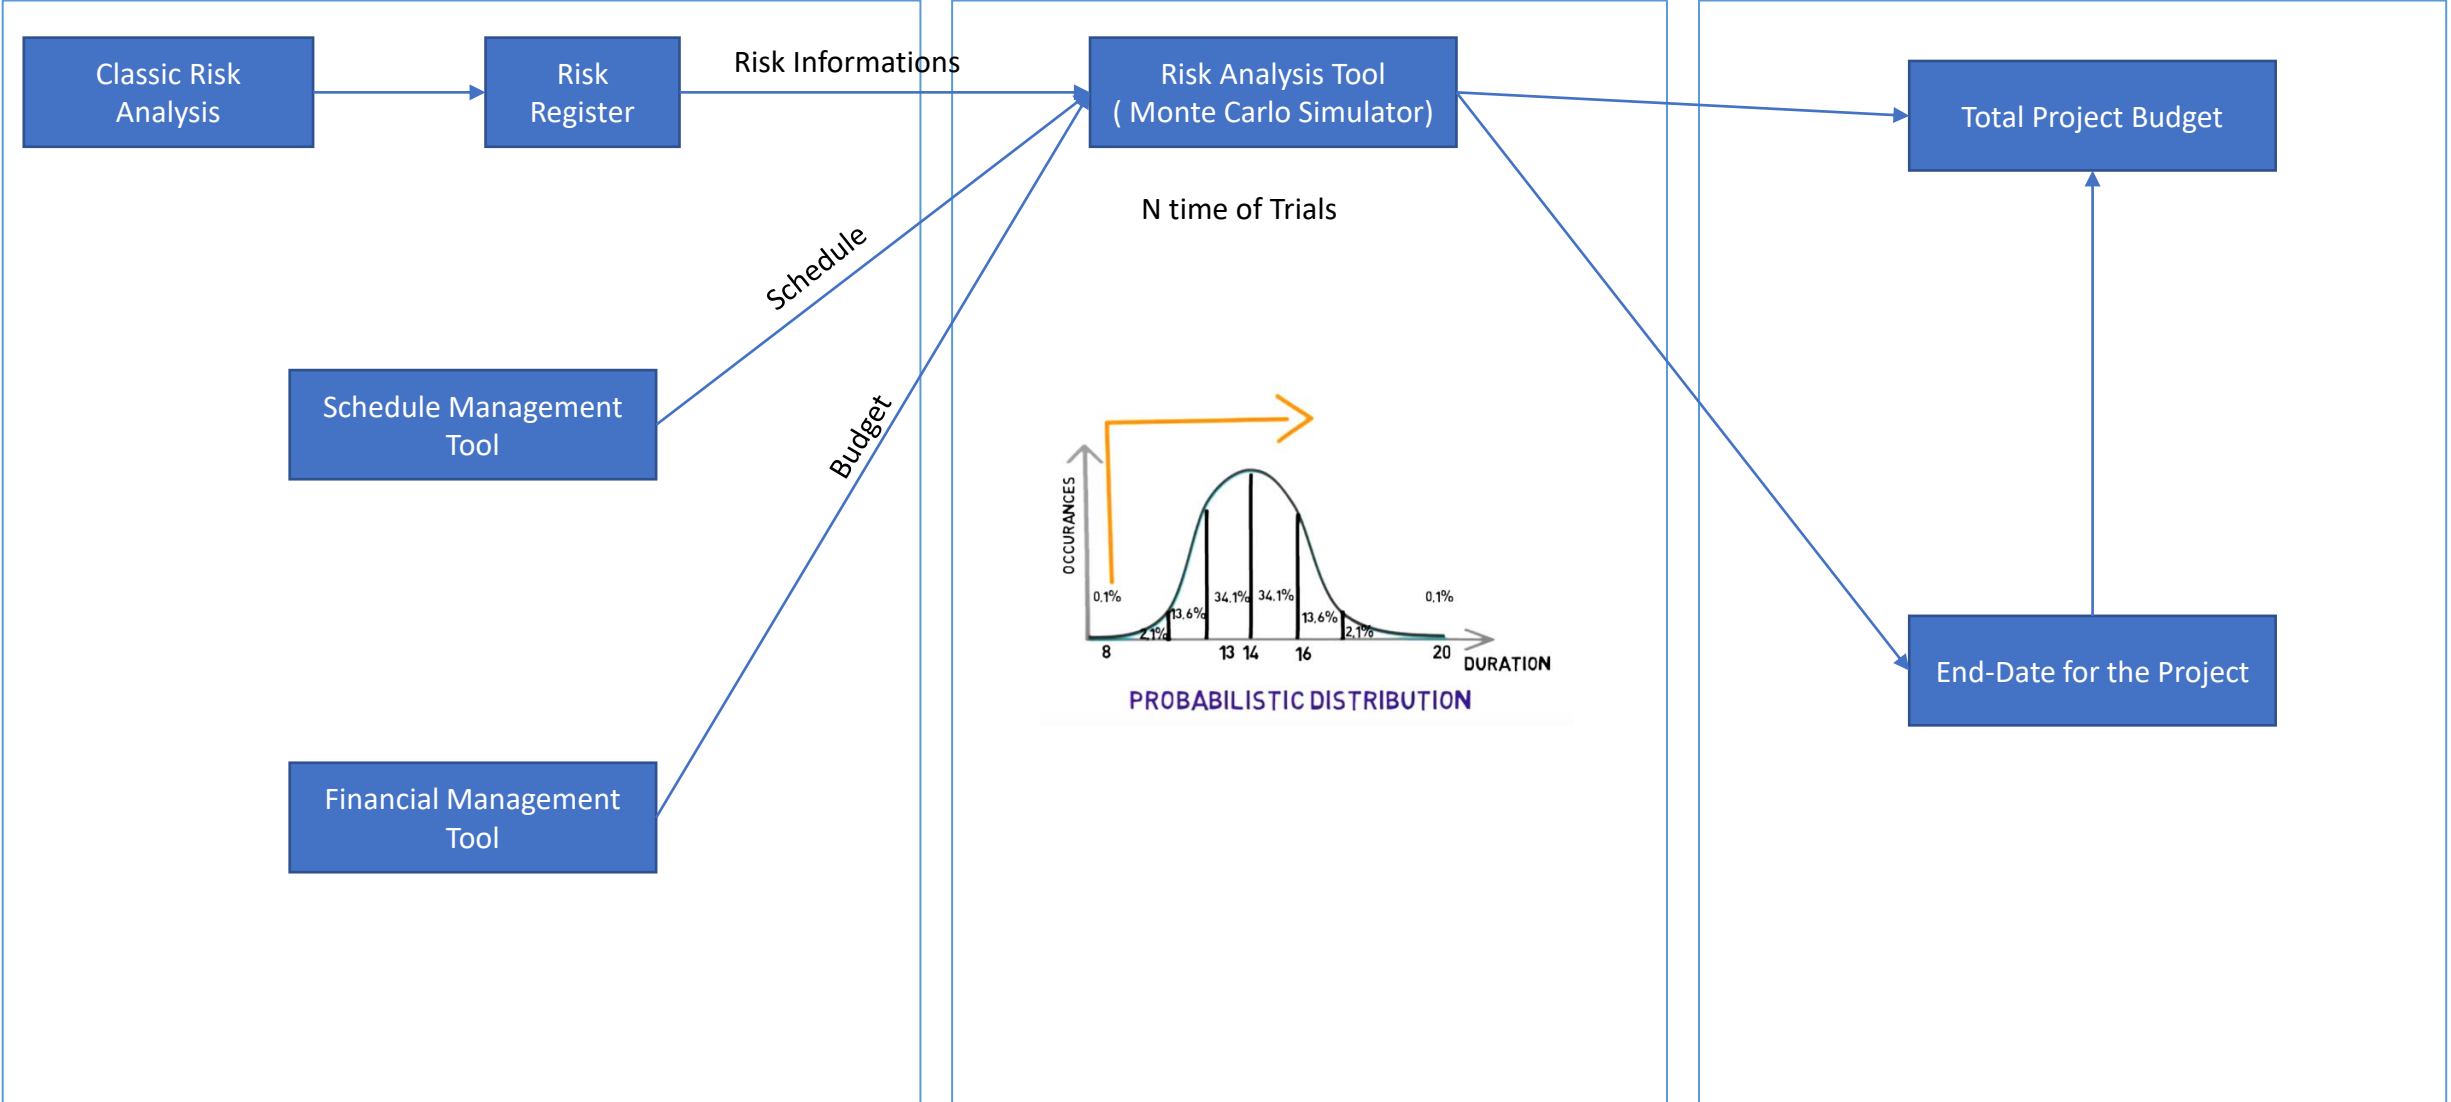 Classic Risk
Analysis
Risk
Register
Risk Informations
Schedule
Budget
Schedule Management
Tool
Financial Management
Tool
Risk Analysis Tool
( Monte Carlo Simulator)
N time of Trials
OCCURANCES
0.1%
2.1%
13.6%
34.1%
34.1%
13.6%
2.1%
0.1%
8
13
14
16
20
DURATION
PROBABILISTIC DISTRIBUTION
Total Project Budget
End-Date for the Project